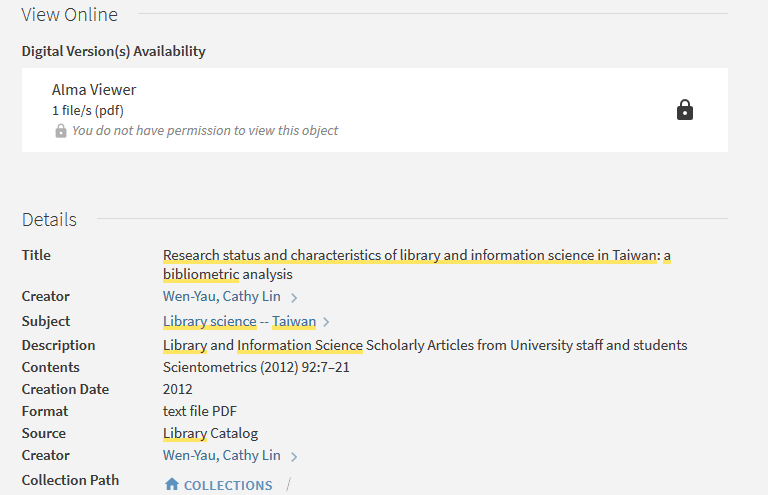 View Online
Digital Version(s) Availability
Alma Viewer
1 file/s (pdf)
You do not have permission to view this object
Details
Title Research status and characteristics of library and information science in Taiwan: a
bibliometric analysis
Creator Wen-Yau, Cathy Lin
Subject Library science -- Taiwan
Description Library and Information Science Scholarly Articles from University staff and students
Contents Scientometrics (2012) 92:7–21
Creation Date 2012
Format text file PDF
Source Library Catalog
Creator Wen-Yau, Cathy Lin
Collection Path COLLECTIONS /